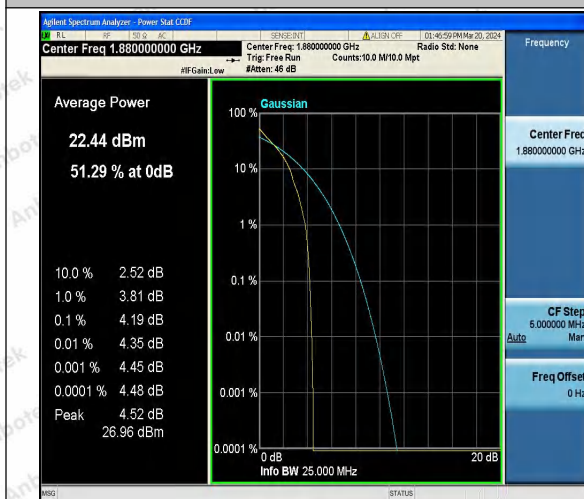 Agilent Spectrum Analyzer - Power Stat CCDF
RL RF 50 Ω AC SENSE:INT ALIGN OFF 01:46:59 PM Mar 20, 2024
Center Freq 1.880000000 GHz
Center Freq: 1.880000000 GHz
Radio Std: None
Trig: Free Run Counts:10.0 M/10.0 Mpt
#IFGain:Low
#Atten: 46 dB
Frequency
Average Power
22.44 dBm
51.29 % at 0dB
10.0 % 2.52 dB
1.0 % 3.81 dB
0.1 % 4.19 dB
0.01 % 4.35 dB
0.001 % 4.45 dB
0.0001 % 4.48 dB
Peak 4.52 dB
26.96 dBm
Gaussian
100 %
10 %
1 %
0.1 %
0.01 %
0.001 %
0.0001 %
0 dB 20 dB
Info BW 25.000 MHz
Center Freq
1.880000000 GHz
CF Step
5.000000 MHz
Auto Man
Freq Offset
0 Hz
MSG STATUS